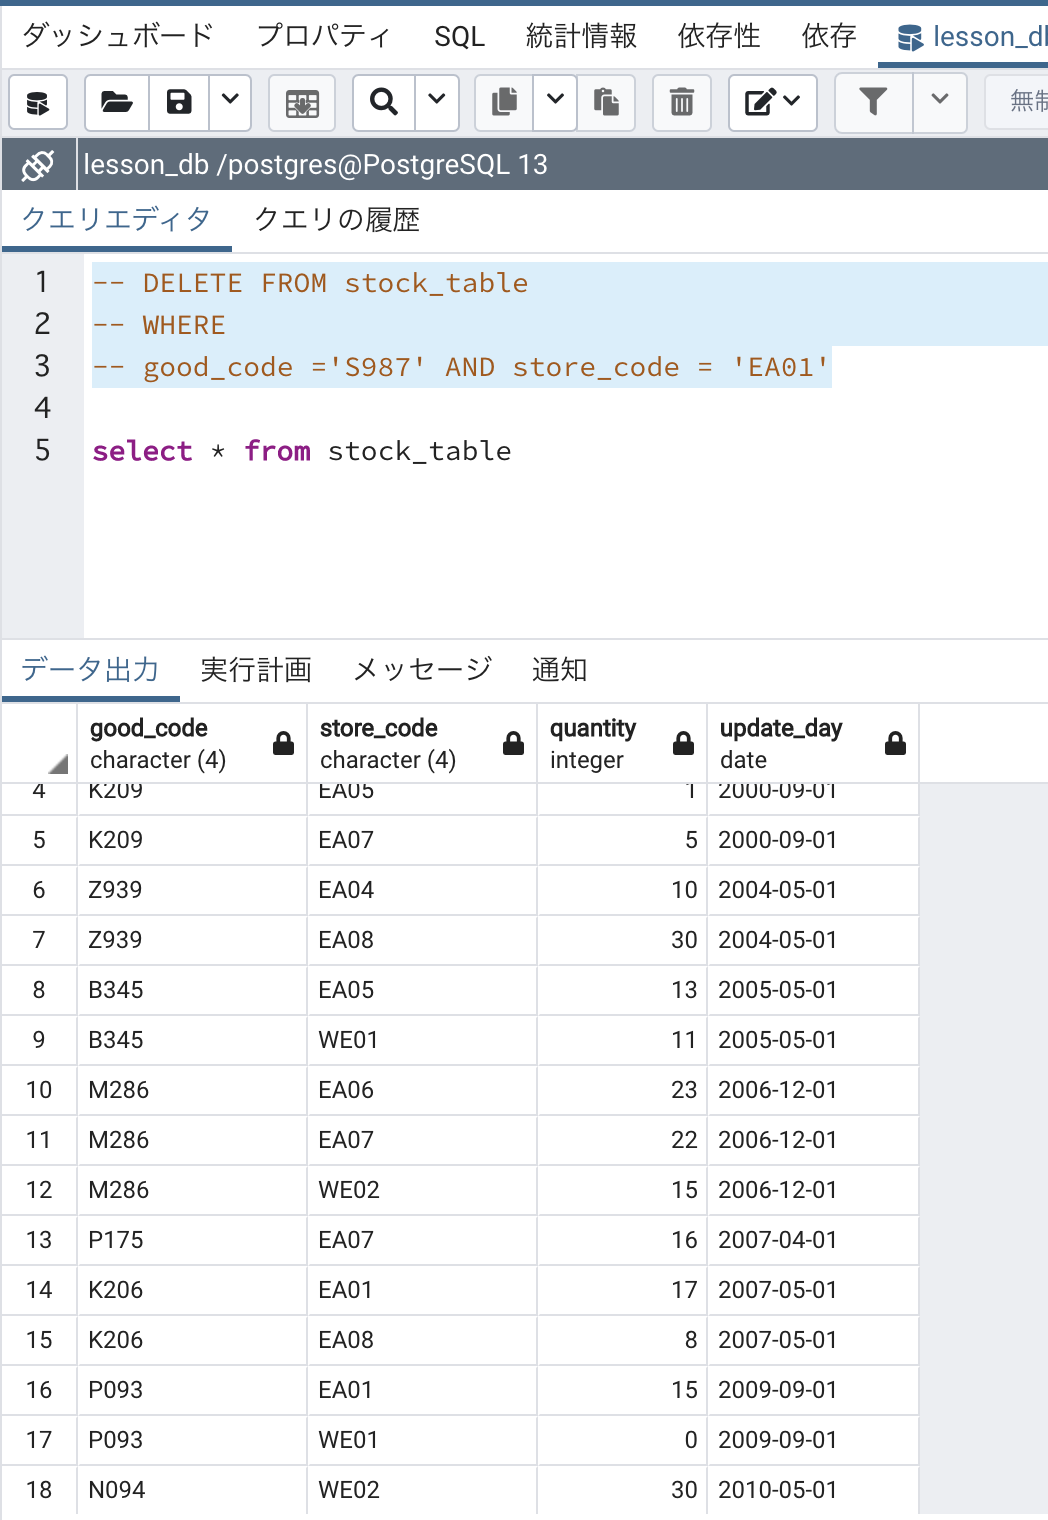 ダッシュボード プロパティ SQL 統計情報 依存性 依存 lesson_d
無制
lesson_db /postgres@PostgreSQL 13
クエリエディタ クエリの履歴
1 -- DELETE FROM stock_table
2 -- WHERE
3 -- good_code ='S987' AND store_code = 'EA01'
4
5 select * from stock_table
データ出力 実行計画 メッセージ 通知
good_code store_code quantity update_day
character (4) character (4) integer date
4 K209 EA05 1 2000-09-01
5 K209 EA07 5 2000-09-01
6 Z939 EA04 10 2004-05-01
7 Z939 EA08 30 2004-05-01
8 B345 EA05 13 2005-05-01
9 B345 WE01 11 2005-05-01
10 M286 EA06 23 2006-12-01
11 M286 EA07 22 2006-12-01
12 M286 WE02 15 2006-12-01
13 P175 EA07 16 2007-04-01
14 K206 EA01 17 2007-05-01
15 K206 EA08 8 2007-05-01
16 P093 EA01 15 2009-09-01
17 P093 WE01 0 2009-09-01
18 N094 WE02 30 2010-05-01